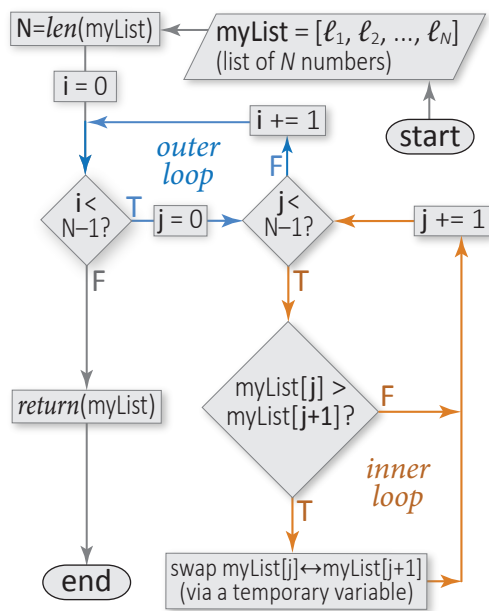 N=len(myList)
myList = [ℓ1, ℓ2, ..., ℓN]
(list of N numbers)
start
i = 0
i += 1
outer
loop
F
i <
N–1?
T
j = 0
j <
N–1?
j += 1
F
T
return(myList)
myList[j] >
myList[j+1]?
F
inner
loop
T
swap myList[j]↔myList[j+1]
(via a temporary variable)
end